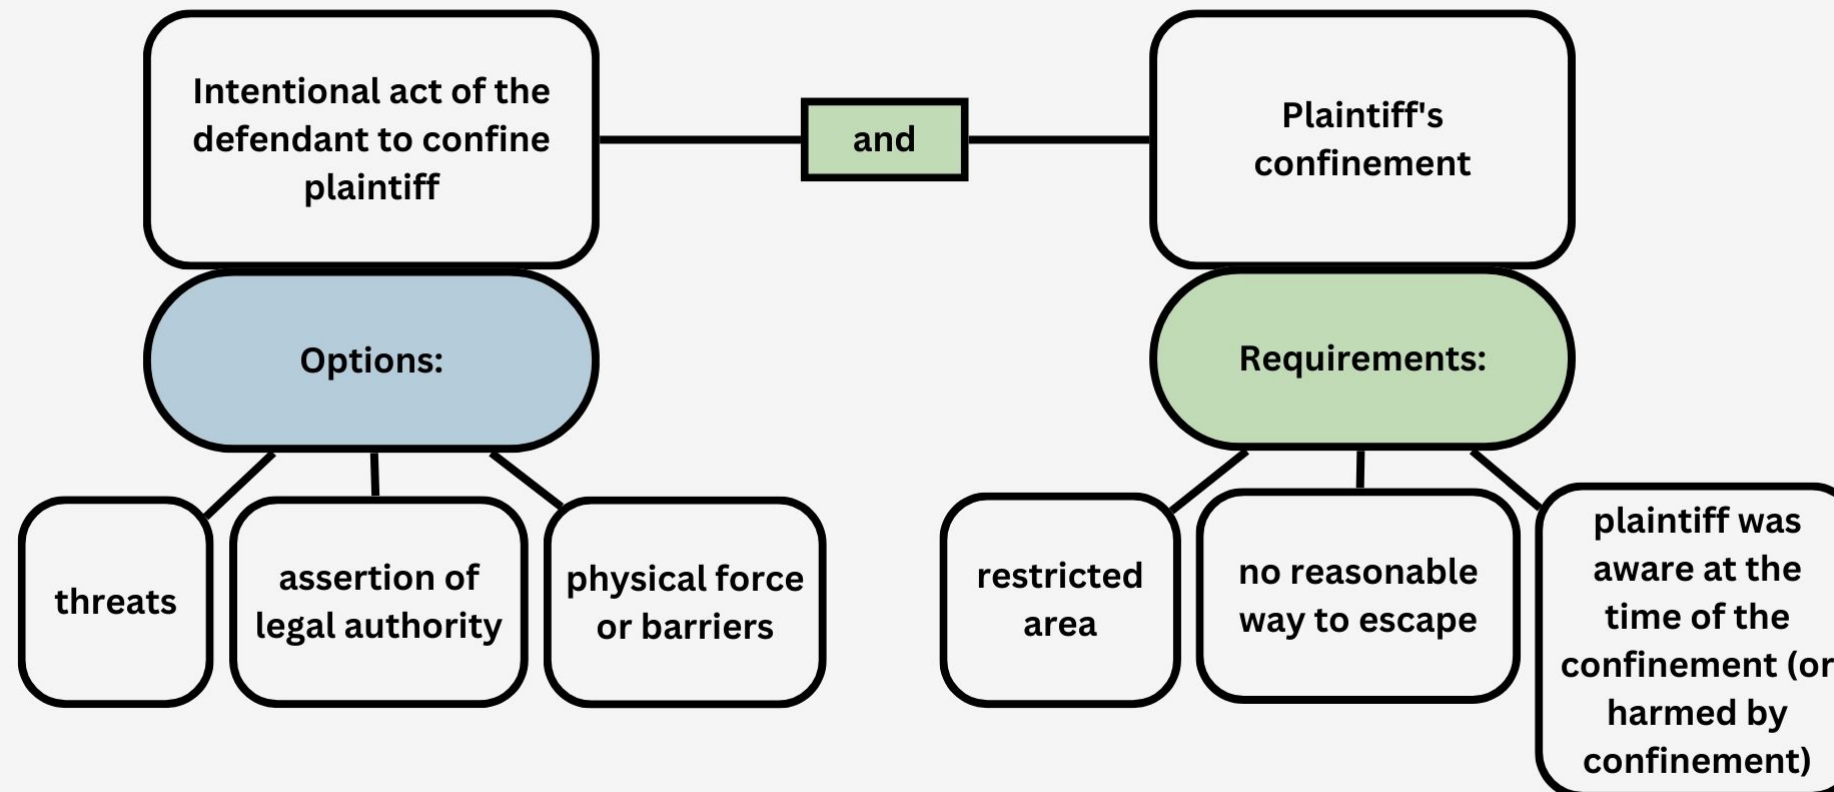 Intentional act of the
defendant to confine
plaintiff
and
Plaintiff's
confinement
Options:
Requirements:
threats
assertion of
legal authority
physical force
or barriers
restricted
area
no reasonable
way to escape
plaintiff was
aware at the
time of the
confinement (or
harmed by
confinement)